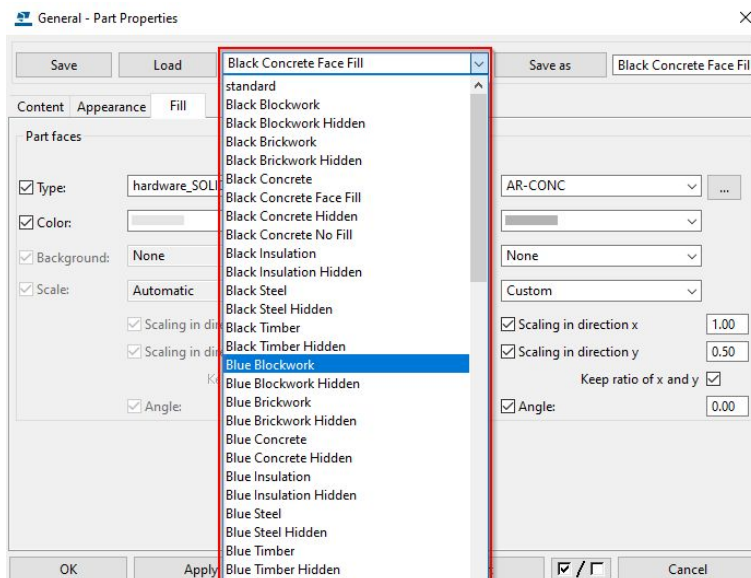 General - Part Properties
Save
Load
Black Concrete Face Fill
Save as
Black Concrete Face Fil
Content
Appearance
Fill
Part faces
Type:
hardware_SOLI
AR-CONC
...
Color:
Background:
None
None
Scale:
Automatic
Custom
Scaling in dir
Scaling in direction x
1.00
Scaling in dir
Scaling in direction y
0.50
Ke
Keep ratio of x and y
Angle:
Angle:
0.00
standard
Black Blockwork
Black Blockwork Hidden
Black Brickwork
Black Brickwork Hidden
Black Concrete
Black Concrete Face Fill
Black Concrete Hidden
Black Concrete No Fill
Black Insulation
Black Insulation Hidden
Black Steel
Black Steel Hidden
Black Timber
Black Timber Hidden
Blue Blockwork
Blue Blockwork Hidden
Blue Brickwork
Blue Brickwork Hidden
Blue Concrete
Blue Concrete Hidden
Blue Insulation
Blue Insulation Hidden
Blue Steel
Blue Steel Hidden
Blue Timber
Blue Timber Hidden
OK
Apply
/
Cancel